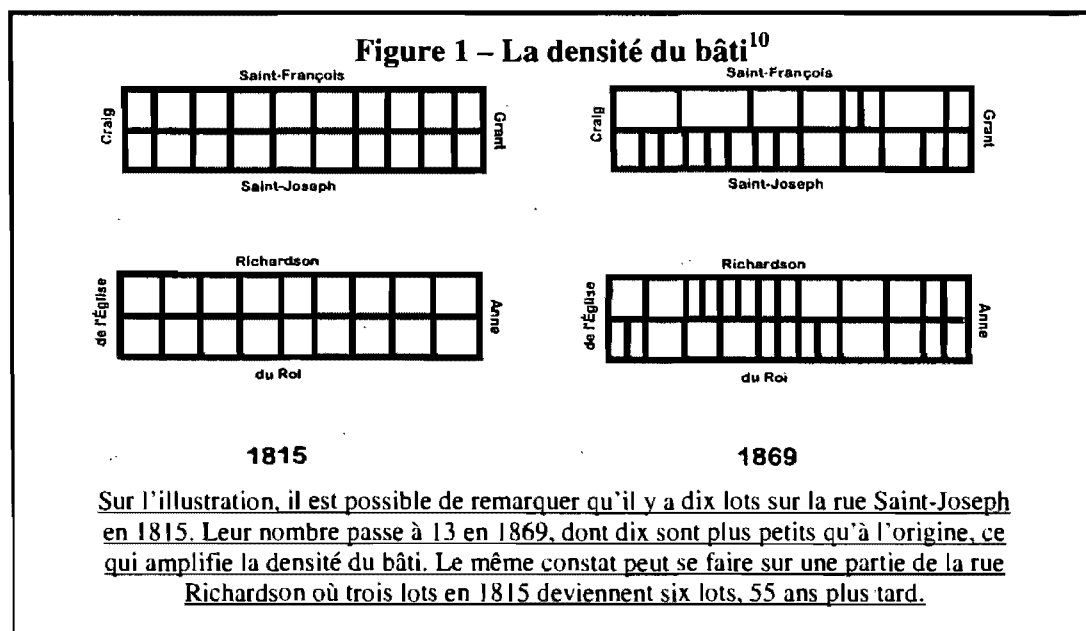 Figure 1 – La densité du bâti¹⁰
Saint-François
Craig
Grant
Saint-Joseph
Saint-François
Craig
Grant
Saint-Joseph
Richardson
de l'Église
Anne
du Roi
Richardson
de l'Église
Anne
du Roi
1815
1869
Sur l'illustration, il est possible de remarquer qu'il y a dix lots sur la rue Saint-Joseph
en 1815. Leur nombre passe à 13 en 1869, dont dix sont plus petits qu'à l'origine, ce
qui amplifie la densité du bâti. Le même constat peut se faire sur une partie de la rue
Richardson où trois lots en 1815 deviennent six lots, 55 ans plus tard.